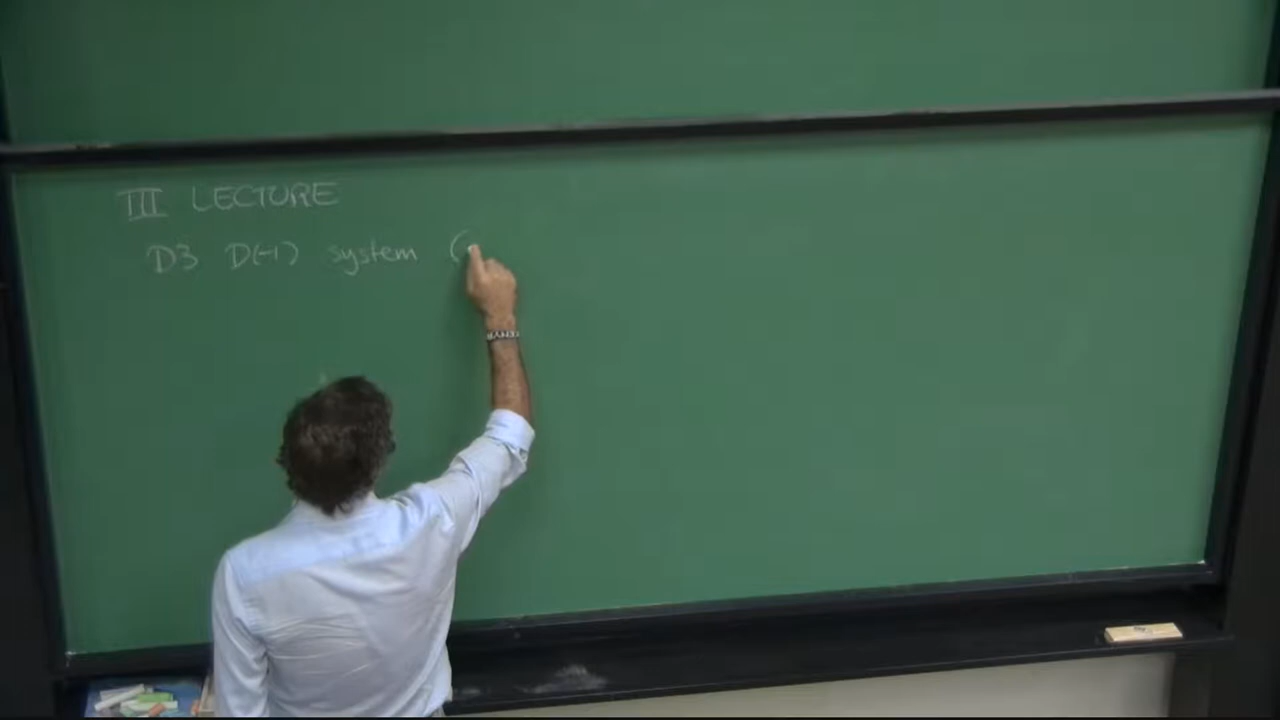 III LECTURE
D3 D(-1) system (